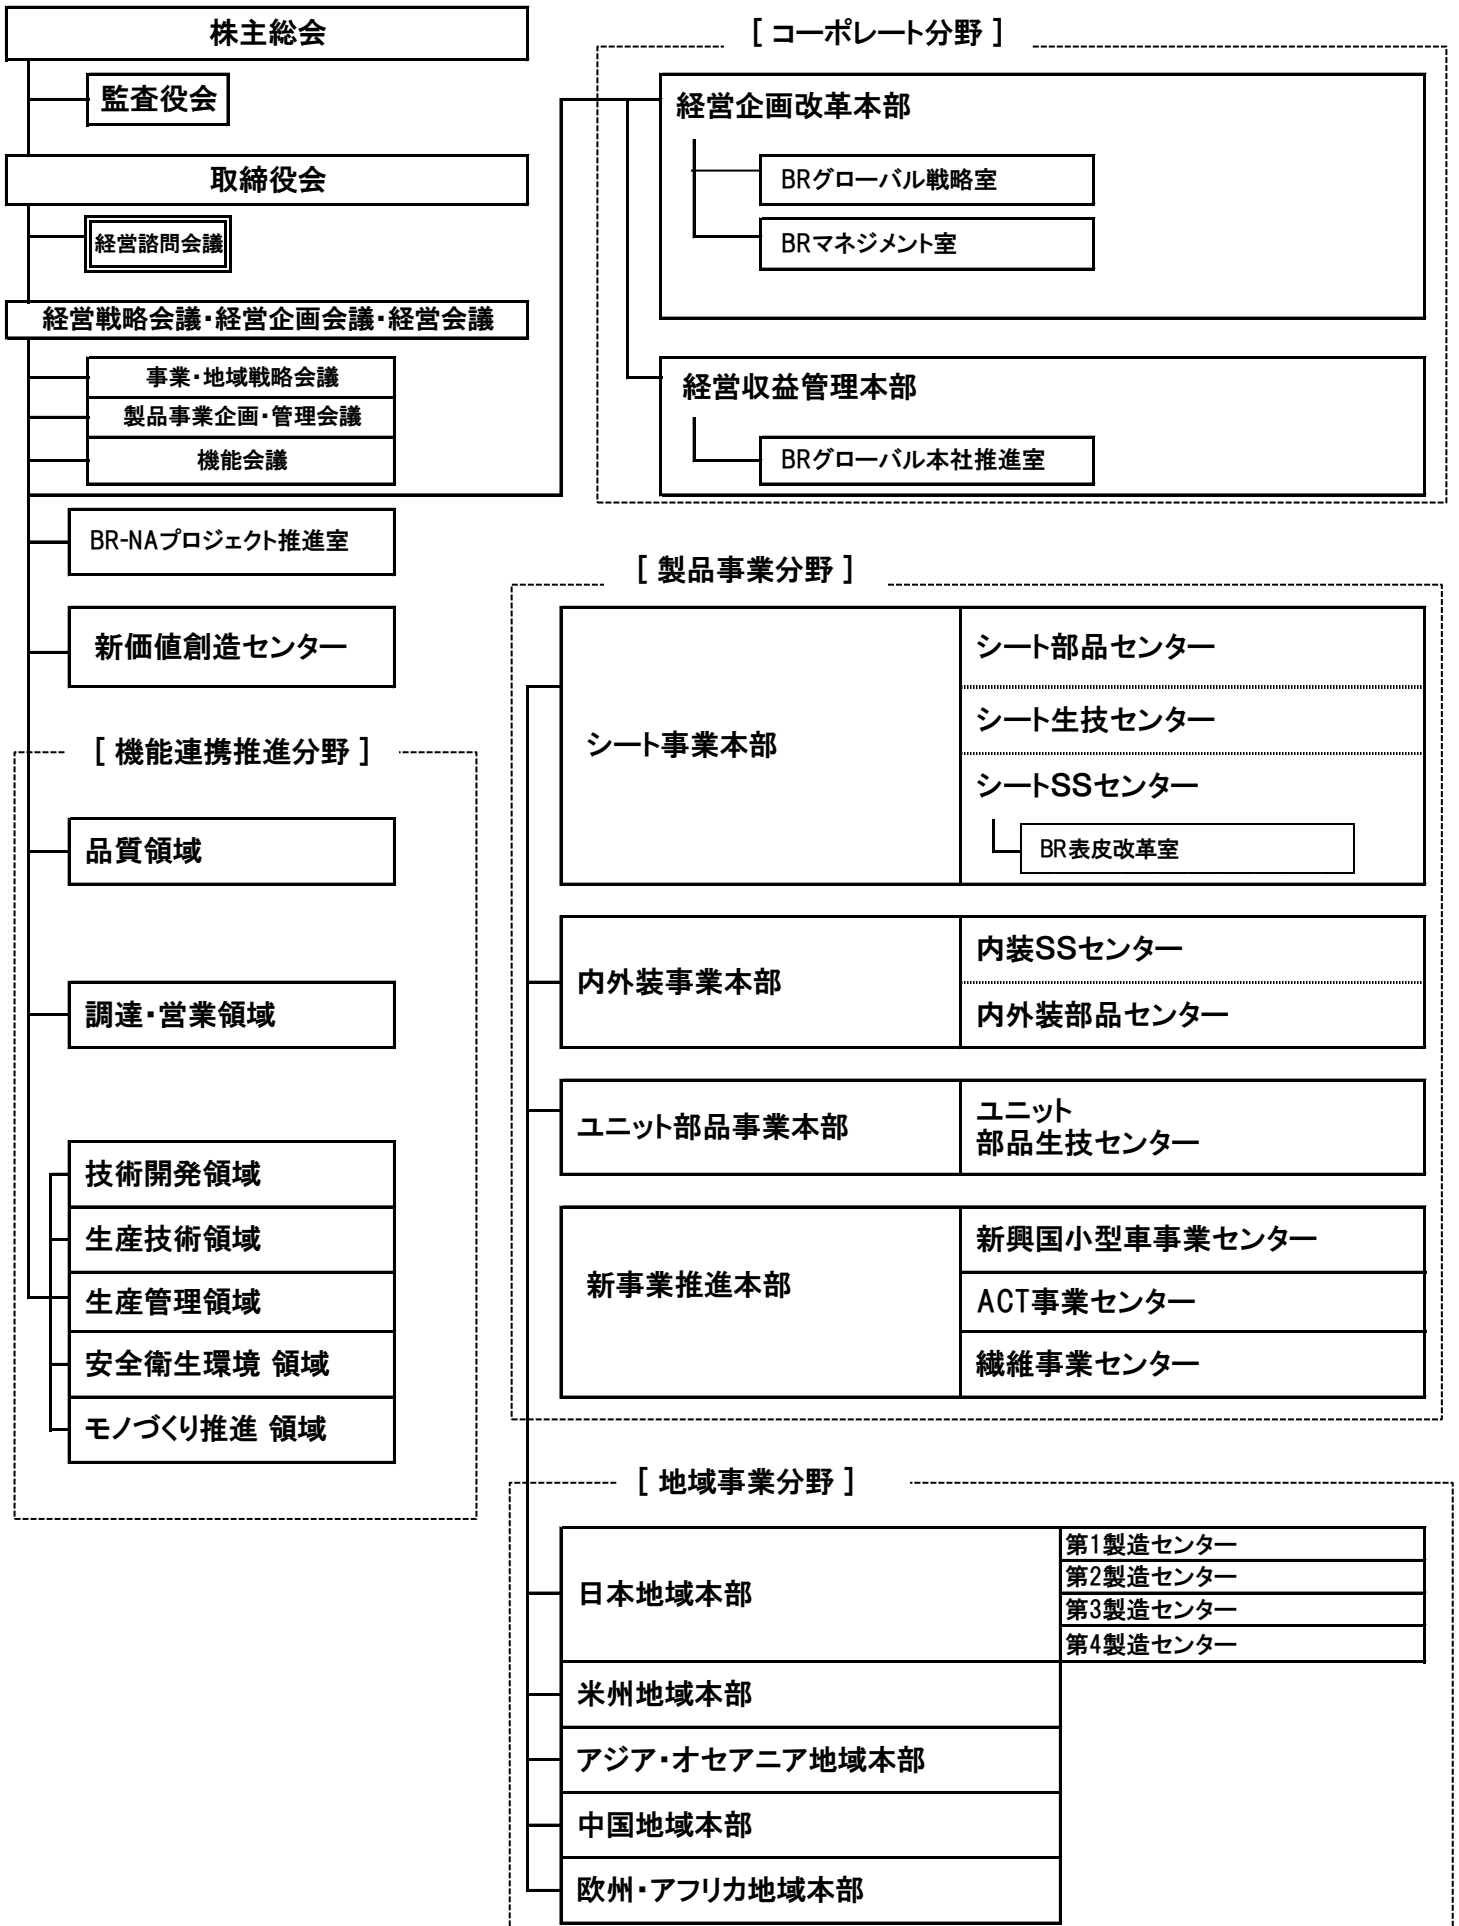 株主総会
監査役会
取締役会
経営諮問会議
経営戦略会議・経営企画会議・経営会議
事業・地域戦略会議
製品事業企画・管理会議
機能会議
BR-NAプロジェクト推進室
新価値創造センター
[ 機能連携推進分野 ]
品質領域
調達・営業領域
技術開発領域
生産技術領域
生産管理領域
安全衛生環境 領域
モノづくり推進 領域
[ コーポレート分野 ]
経営企画改革本部
BRグローバル戦略室
BRマネジメント室
経営収益管理本部
BRグローバル本社推進室
[ 製品事業分野 ]
シート事業本部
シート部品センター
シート生技センター
シートSSセンター
BR表皮改革室
内外装事業本部
内装SSセンター
内外装部品センター
ユニット部品事業本部
ユニット
部品生技センター
新事業推進本部
新興国小型車事業センター
ACT事業センター
繊維事業センター
[ 地域事業分野 ]
日本地域本部
第1製造センター
第2製造センター
第3製造センター
第4製造センター
米州地域本部
アジア・オセアニア地域本部
中国地域本部
欧州・アフリカ地域本部